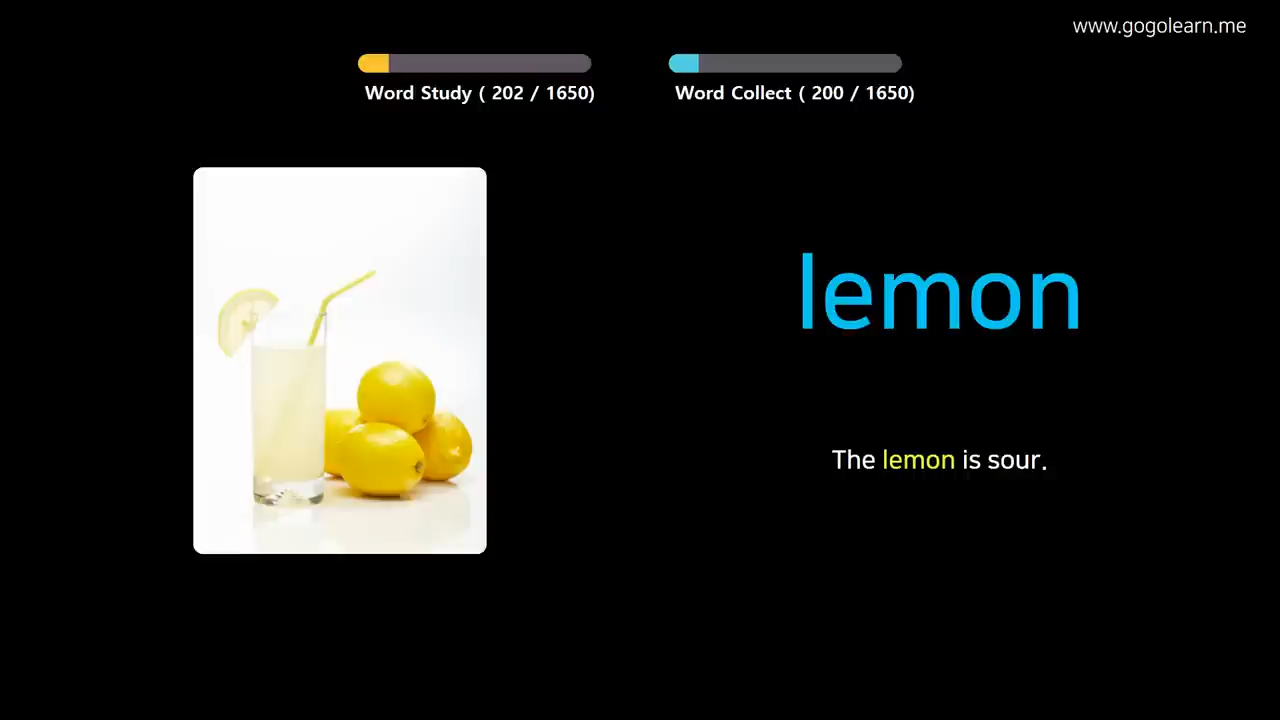 www.gogolearn.me
Word Study ( 202 / 1650)
Word Collect ( 200 / 1650)
lemon
The lemon is sour.